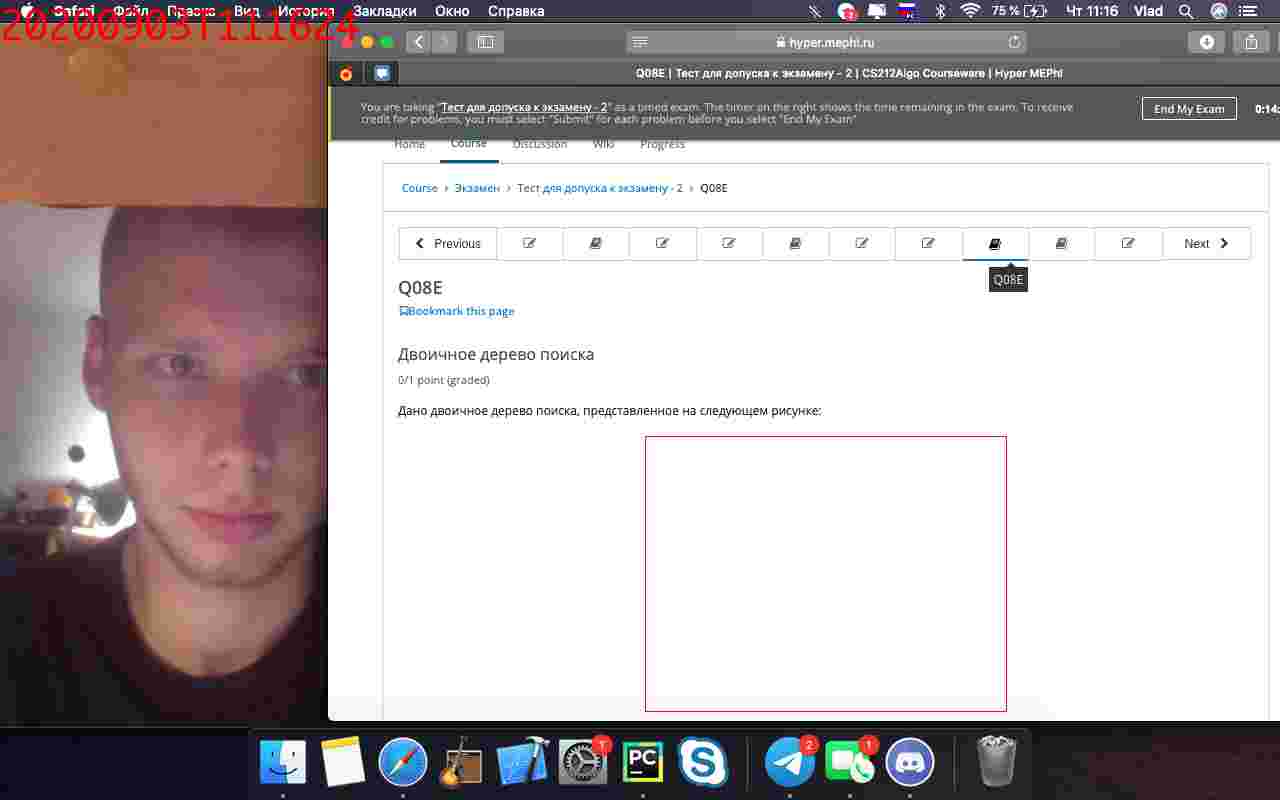 20200903T111624
Safari Файл Правка Вид История Закладки Окно Справка
2
75 % Чт 11:16 Vlad
hyper.mephi.ru
Q08E | Тест для допуска к экзамену - 2 | CS212Algo Courseware | Hyper MEPhI
You are taking "Тест для допуска к экзамену - 2" as a timed exam. The timer on the right shows the time remaining in the exam. To receive
credit for problems, you must select "Submit" for each problem before you select "End My Exam"
End My Exam
0:14:
Home Course Discussion Wiki Progress
Course › Экзамен › Тест для допуска к экзамену - 2 › Q08E
Previous
Next
Q08E
Q08E
Bookmark this page
Двоичное дерево поиска
0/1 point (graded)
Дано двоичное дерево поиска, представленное на следующем рисунке:
1
PC
2
1